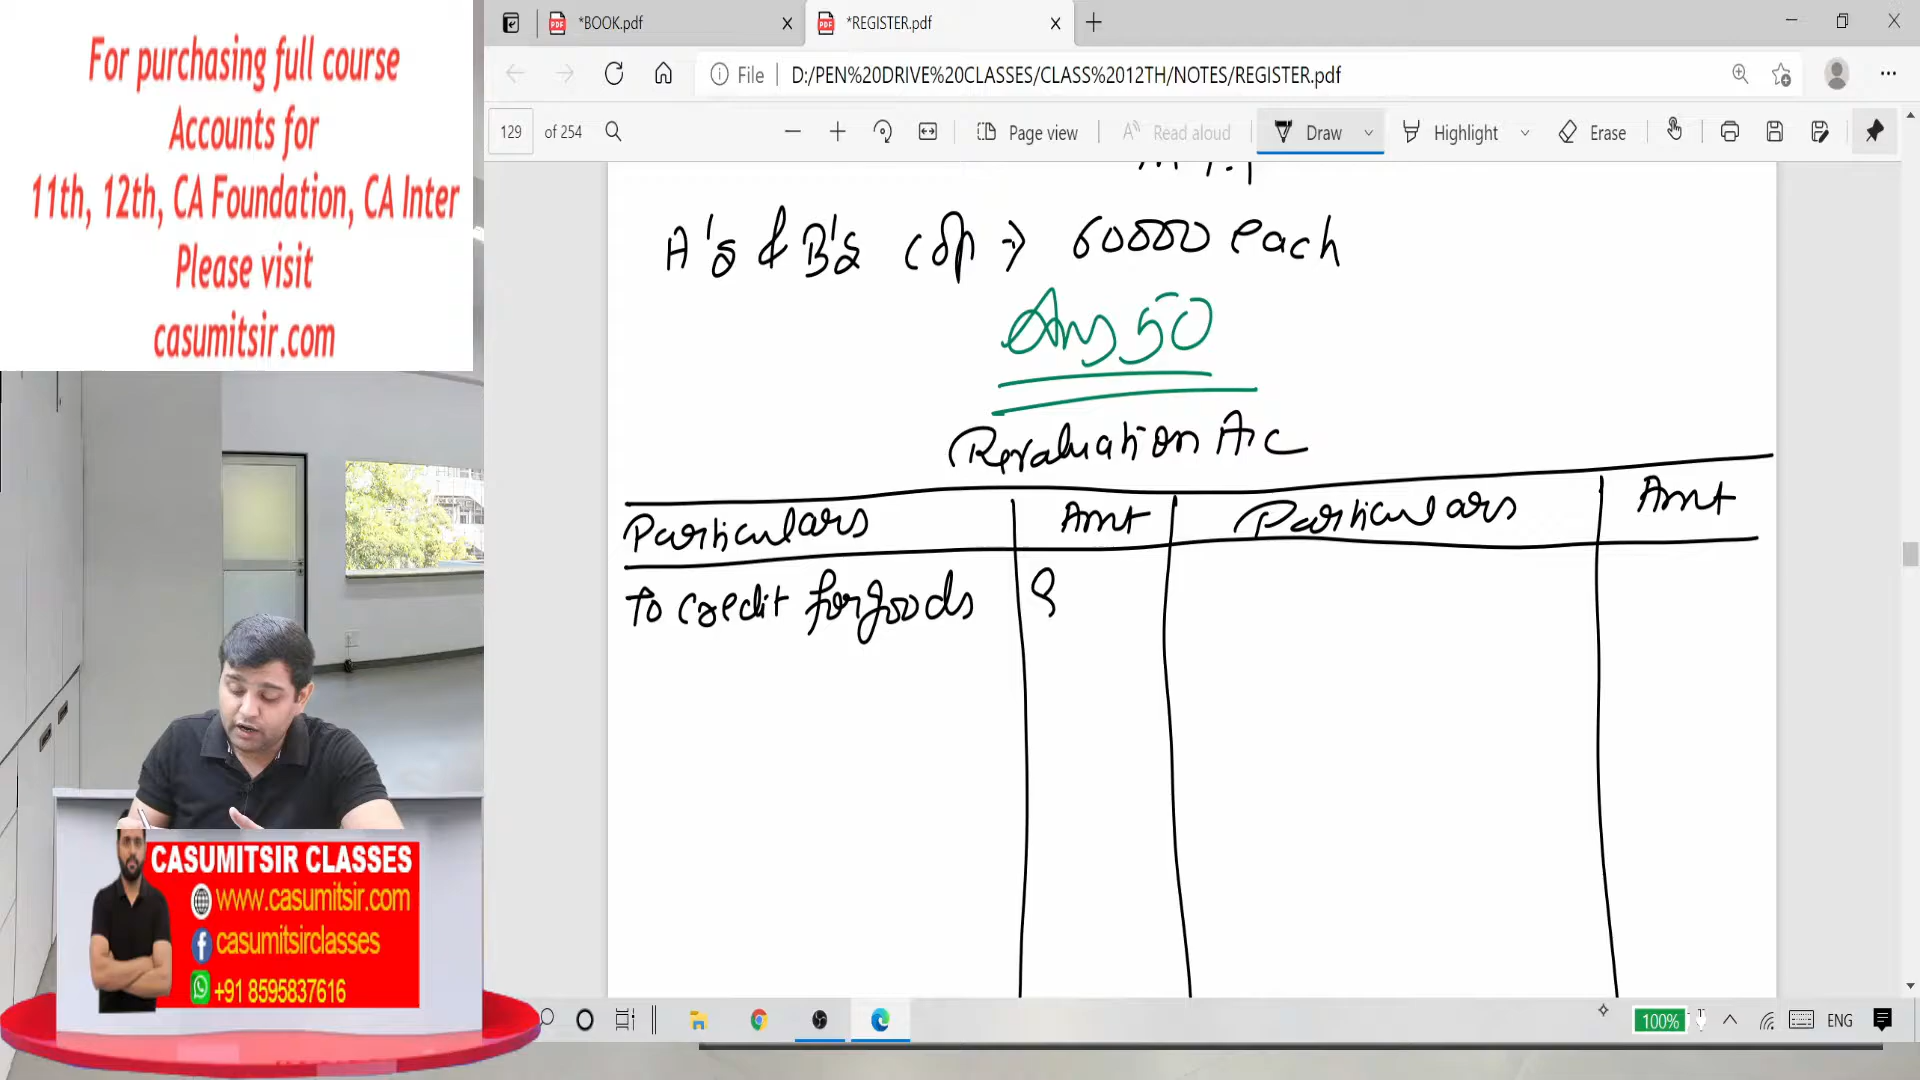 For purchasing full course
Accounts for
11th, 12th, CA Foundation, CA Inter
Please visit
casumitsir.com
*BOOK.pdf
*REGISTER.pdf
File
D:/PEN%20DRIVE%20CLASSES/CLASS%2012TH/NOTES/REGISTER.pdf
129 of 254
Page view
Read aloud
Draw
Highlight
Erase
A's & B's cap → 60000 each
Ans 50
Revaluation A/c
Particulars Amt Particulars Amt
To credit for goods
CASUMITSIR CLASSES
www.casumitsir.com
casumitsirclasses
+91 8595837616
100%
ENG